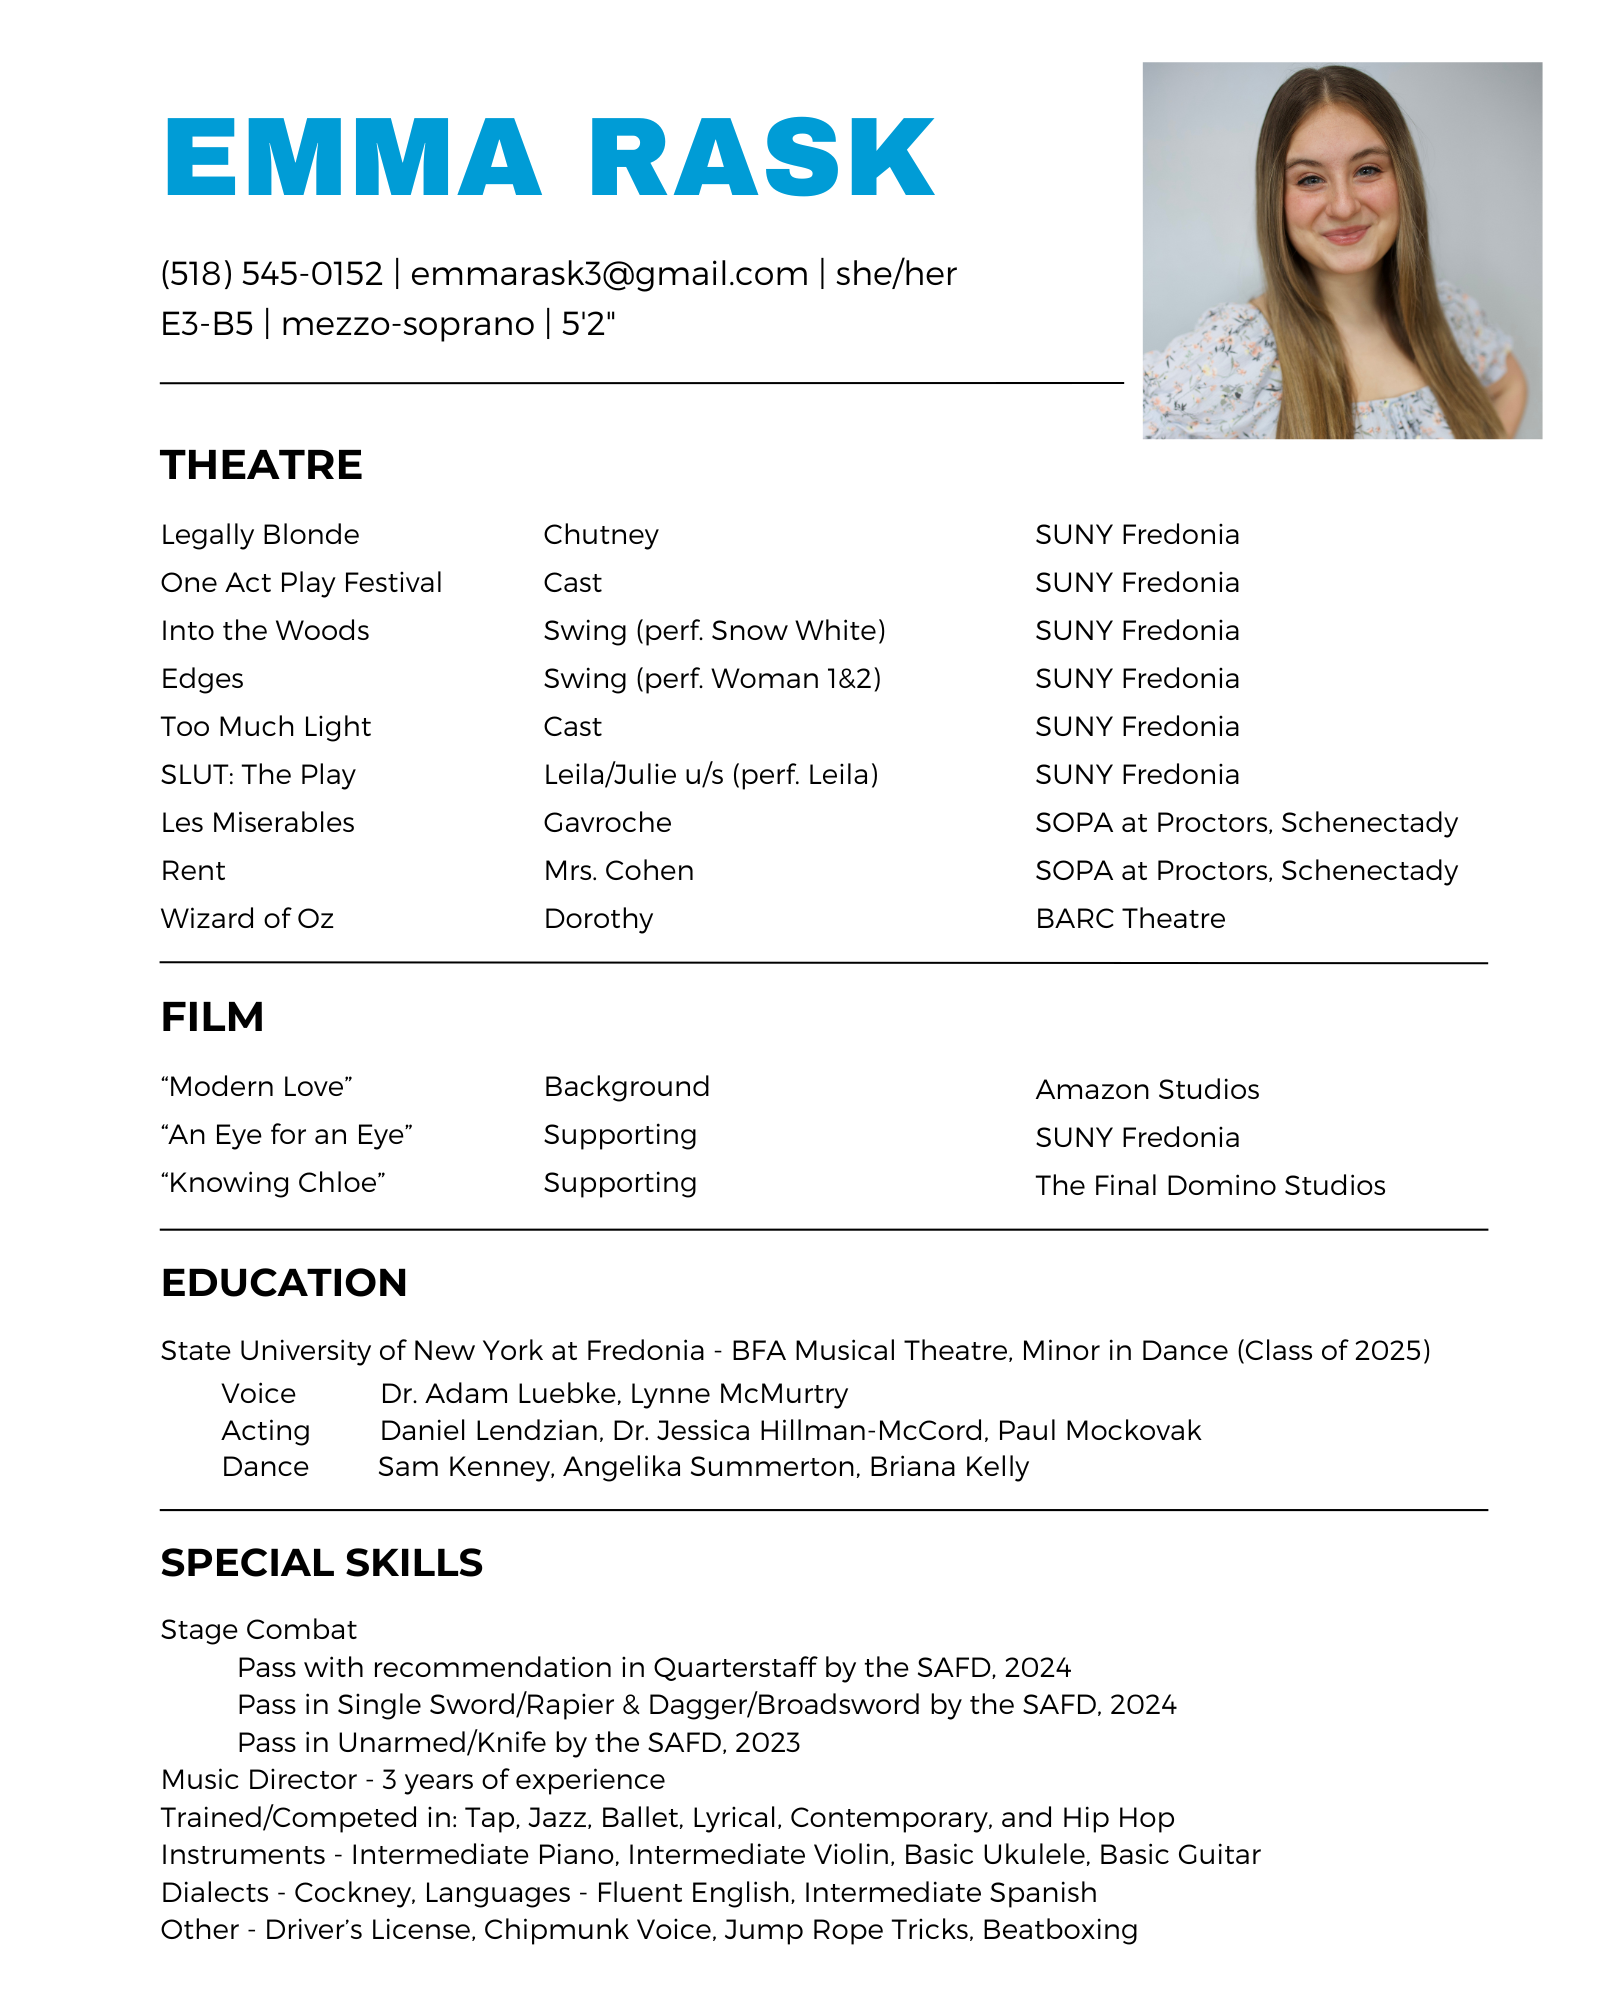 EMMA RASK
(518) 545-0152 | emmarask3@gmail.com | she/her
E3-B5 | mezzo-soprano | 5'2"
THEATRE
Legally Blonde Chutney SUNY Fredonia
One Act Play Festival Cast SUNY Fredonia
Into the Woods Swing (perf. Snow White) SUNY Fredonia
Edges Swing (perf. Woman 1&2) SUNY Fredonia
Too Much Light Cast SUNY Fredonia
SLUT: The Play Leila/Julie u/s (perf. Leila) SUNY Fredonia
Les Miserables Gavroche SOPA at Proctors, Schenectady
Rent Mrs. Cohen SOPA at Proctors, Schenectady
Wizard of Oz Dorothy BARC Theatre
FILM
“Modern Love” Background Amazon Studios
“An Eye for an Eye” Supporting SUNY Fredonia
“Knowing Chloe” Supporting The Final Domino Studios
EDUCATION
State University of New York at Fredonia - BFA Musical Theatre, Minor in Dance (Class of 2025)
Voice Dr. Adam Luebke, Lynne McMurtry
Acting Daniel Lendzian, Dr. Jessica Hillman-McCord, Paul Mockovak
Dance Sam Kenney, Angelika Summerton, Briana Kelly
SPECIAL SKILLS
Stage Combat
Pass with recommendation in Quarterstaff by the SAFD, 2024
Pass in Single Sword/Rapier & Dagger/Broadsword by the SAFD, 2024
Pass in Unarmed/Knife by the SAFD, 2023
Music Director - 3 years of experience
Trained/Competed in: Tap, Jazz, Ballet, Lyrical, Contemporary, and Hip Hop
Instruments - Intermediate Piano, Intermediate Violin, Basic Ukulele, Basic Guitar
Dialects - Cockney, Languages - Fluent English, Intermediate Spanish
Other - Driver’s License, Chipmunk Voice, Jump Rope Tricks, Beatboxing